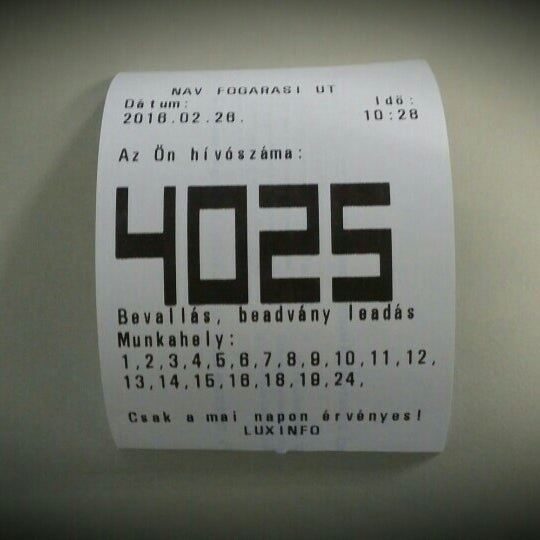 NAV FOGARASI UT
Dátum: Idő:
2016.02.26. 10:28
Az Ön hívószáma:
4025
Bevallás, beadvány leadás
Munkahely:
1,2,3,4,5,6,7,8,9,10,11,12,
13,14,15,16,18,19,24,
Csak a mai napon érvényes!
LUXINFO